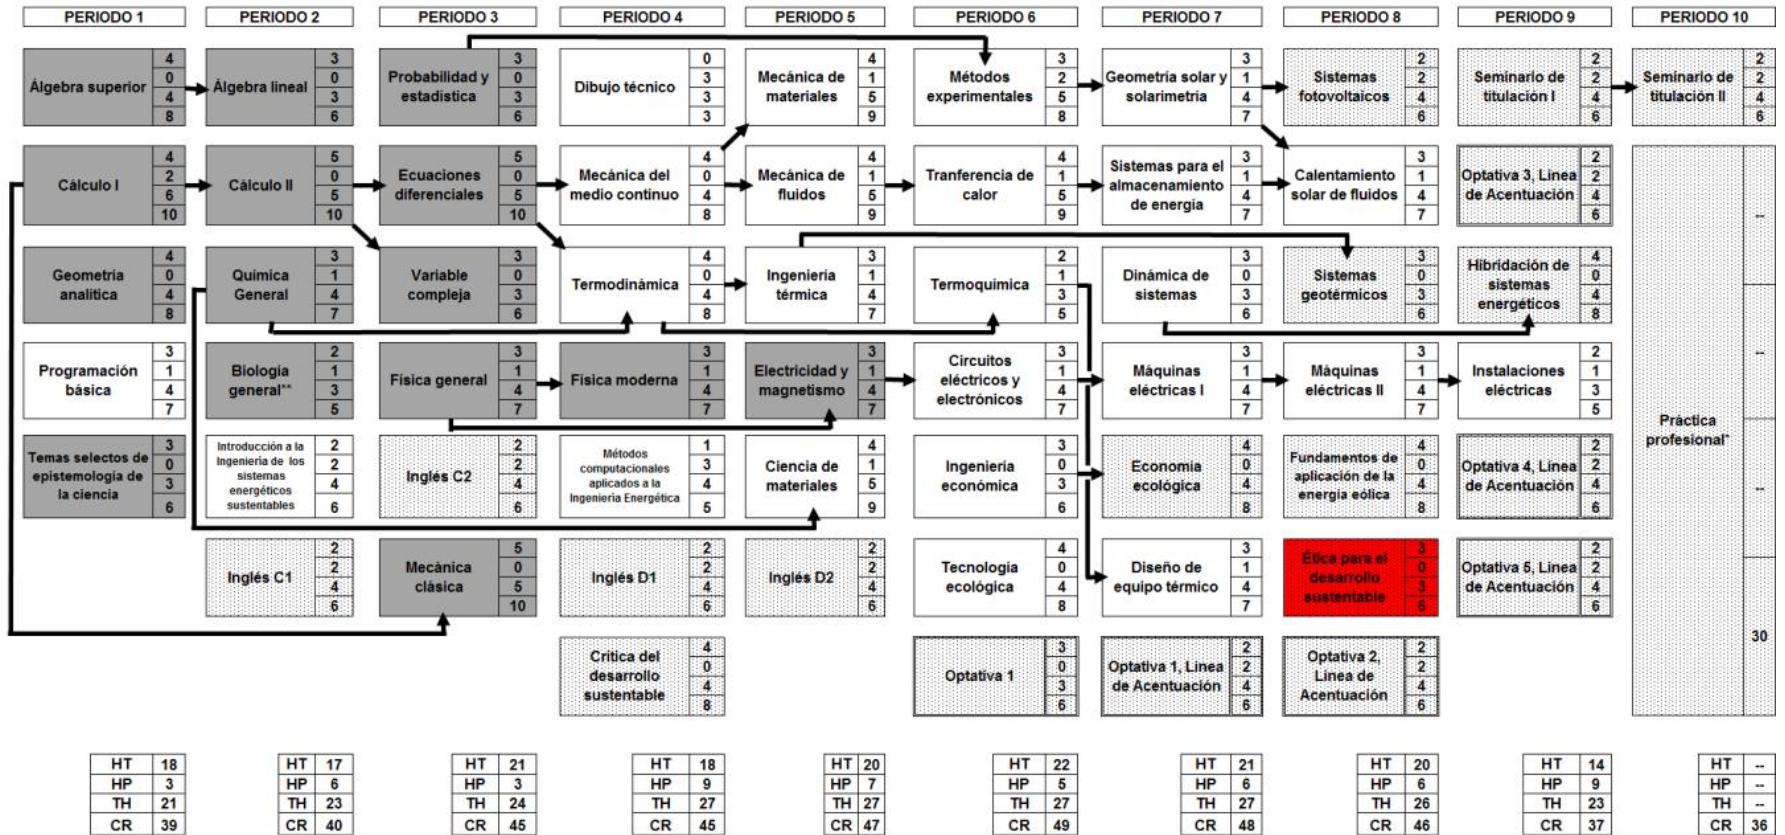 PERIODO 1 PERIODO 2 PERIODO 3 PERIODO 4 PERIODO 5 PERIODO 6 PERIODO 7 PERIODO 8 PERIODO 9 PERIODO 10
Álgebra superior
4
0
4
8
Álgebra lineal
3
0
3
6
Probabilidad y
estadística
3
0
3
6
Dibujo técnico
0
3
3
3
Mecánica de
materiales
4
1
5
9
Métodos
experimentales
3
2
5
8
Geometría solar y
solarimetría
3
1
4
7
Sistemas
fotovoltaicos
2
2
4
6
Seminario de
titulación I
2
2
4
6
Seminario de
titulación II
2
2
4
6
Cálculo I
4
2
6
10
Cálculo II
5
0
5
10
Ecuaciones
diferenciales
5
0
5
10
Mecánica del
medio continuo
4
0
4
8
Mecánica de
fluidos
4
1
5
9
Tranferencia de
calor
4
1
5
9
Sistemas para el
almacenamiento
de energía
3
1
4
7
Calentamiento
solar de fluidos
3
1
4
7
Optativa 3, Línea
de Acentuación
2
2
4
6
Geometría
analítica
4
0
4
8
Química
General
3
1
4
7
Variable
compleja
3
0
3
6
Termodinámica
4
0
4
8
Ingeniería
térmica
3
1
4
7
Termoquímica
2
1
3
5
Dinámica de
sistemas
3
0
3
6
Sistemas
geotérmicos
3
0
3
6
Hibridación de
sistemas
energéticos
4
0
4
8
Programación
básica
3
1
4
7
Biología
general**
2
1
3
5
Física general
3
1
4
7
Física moderna
3
1
4
7
Electricidad y
magnetismo
3
1
4
7
Circuitos
eléctricos y
electrónicos
3
1
4
7
Máquinas
eléctricas I
3
1
4
7
Máquinas
eléctricas II
3
1
4
7
Instalaciones
eléctricas
2
1
3
5
Temas selectos de
epistemología de
la ciencia
3
0
3
6
Introducción a la
Ingeniería de los
sistemas
energéticos
sustentables
2
2
4
6
Inglés C2
2
2
4
6
Métodos
computacionales
aplicados a la
Ingeniería Energética
1
3
4
5
Ciencia de
materiales
4
1
5
9
Ingeniería
económica
3
0
3
6
Economía
ecológica
4
0
4
8
Fundamentos de
aplicación de la
energía eólica
4
0
4
8
Optativa 4, Línea
de Acentuación
2
2
4
6
Inglés C1
2
2
4
6
Mecánica
clásica
5
0
5
10
Inglés D1
2
2
4
6
Inglés D2
2
2
4
6
Tecnología
ecológica
4
0
4
8
Diseño de
equipo térmico
3
1
4
7
Ética para el
desarrollo
sustentable
3
0
3
6
Optativa 5, Línea
de Acentuación
2
2
4
6
Práctica
profesional*
--
--
--
30
Crítica del
desarrollo
sustentable
4
0
4
8
Optativa 1
3
0
3
6
Optativa 1, Línea
de Acentuación
2
2
4
6
Optativa 2,
Línea de
Acentuación
2
2
4
6
HT 18 HT 17 HT 21 HT 18 HT 20 HT 22 HT 21 HT 20 HT 14 HT --
HP 3 HP 6 HP 3 HP 9 HP 7 HP 5 HP 6 HP 6 HP 9 HP --
TH 21 TH 23 TH 24 TH 27 TH 27 TH 27 TH 27 TH 26 TH 23 TH --
CR 39 CR 40 CR 45 CR 45 CR 47 CR 49 CR 48 CR 46 CR 37 CR 36